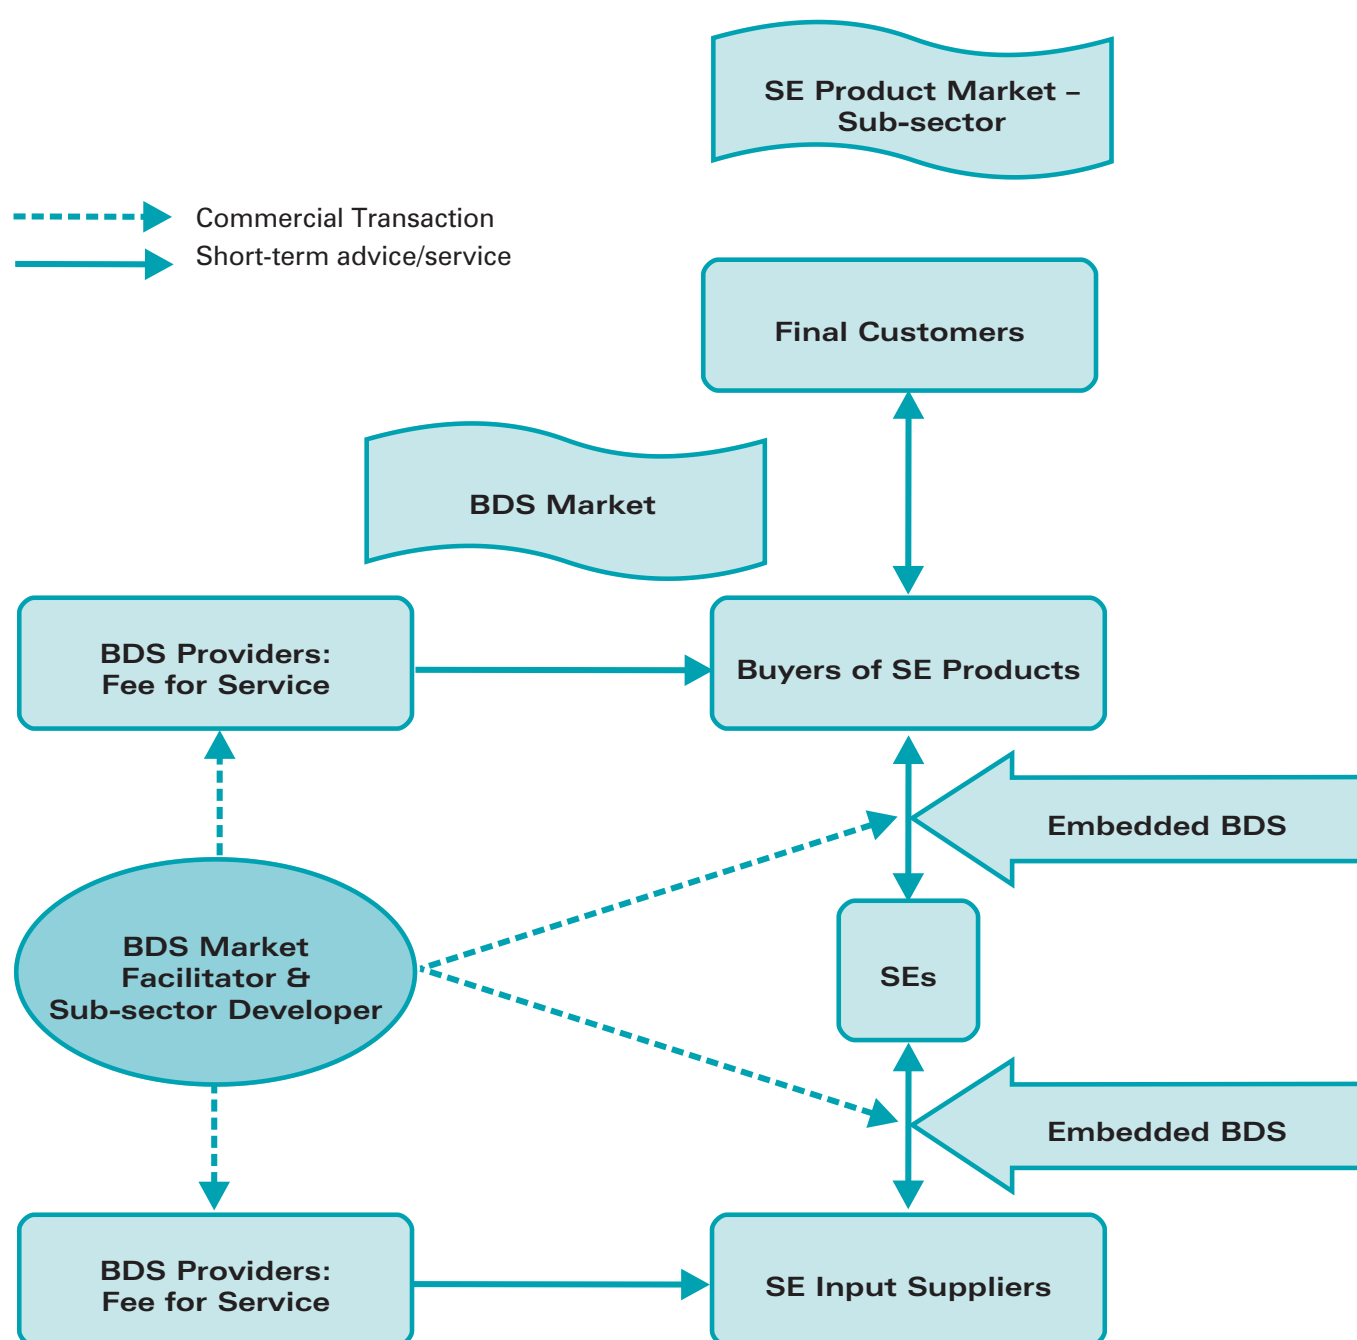 SE Product Market –
Sub-sector
Commercial Transaction
Short-term advice/service
Final Customers
BDS Market
BDS Providers:
Fee for Service
Buyers of SE Products
Embedded BDS
BDS Market
Facilitator &
Sub-sector Developer
SEs
Embedded BDS
BDS Providers:
Fee for Service
SE Input Suppliers